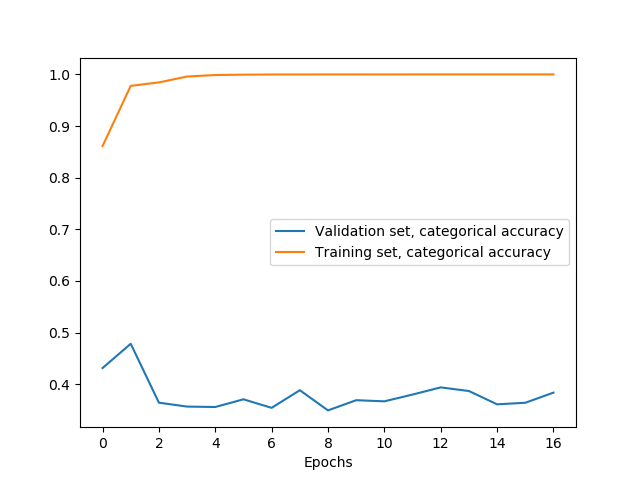 1.0
0.9
0.8
0.7
0.6
0.5
0.4
Validation set, categorical accuracy
Training set, categorical accuracy
0 2 4 6 8 10 12 14 16
Epochs